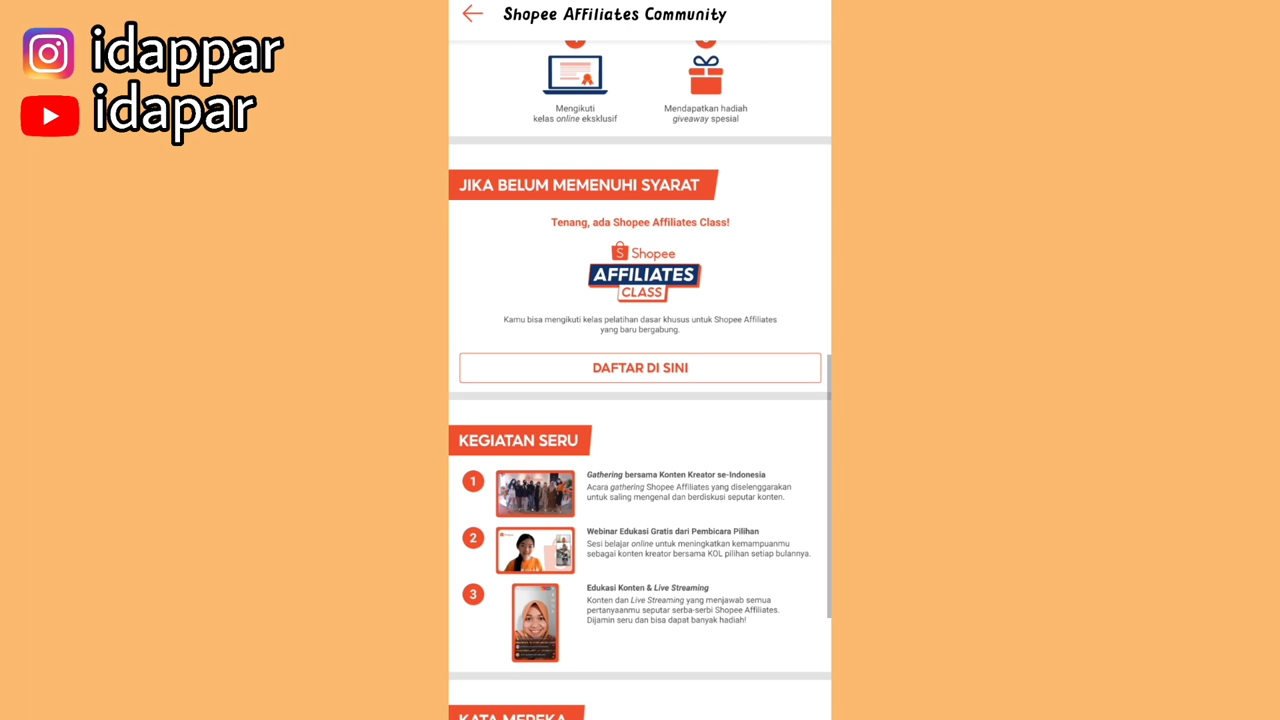 idappar
idapar
Shopee Affiliates Community
Mengikuti
kelas online eksklusif
Mendapatkan hadiah
giveaway spesial
JIKA BELUM MEMENUHI SYARAT
Tenang, ada Shopee Affiliates Class!
Shopee
AFFILIATES
CLASS
Kamu bisa mengikuti kelas pelatihan dasar khusus untuk Shopee Affiliates
yang baru bergabung.
DAFTAR DI SINI
KEGIATAN SERU
1
Gathering bersama Konten Kreator se-Indonesia
Acara gathering Shopee Affiliates yang diselenggarakan
untuk saling mengenal dan berdiskusi seputar konten.
2
Webinar Edukasi Gratis dari Pembicara Pilihan
Sesi belajar online untuk meningkatkan kemampuanmu
sebagai konten kreator bersama KOL pilihan setiap bulannya.
3
Edukasi Konten & Live Streaming
Konten dan Live Streaming yang menjawab semua
pertanyaanmu seputar serba-serbi Shopee Affiliates.
Dijamin seru dan bisa dapat banyak hadiah!
KATA MEREKA